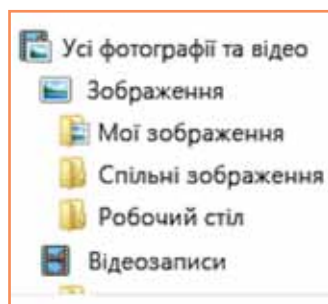 Усі фотографії та відео
Зображення
Мої зображення
Спільні зображення
Робочий стіл
Відеозаписи